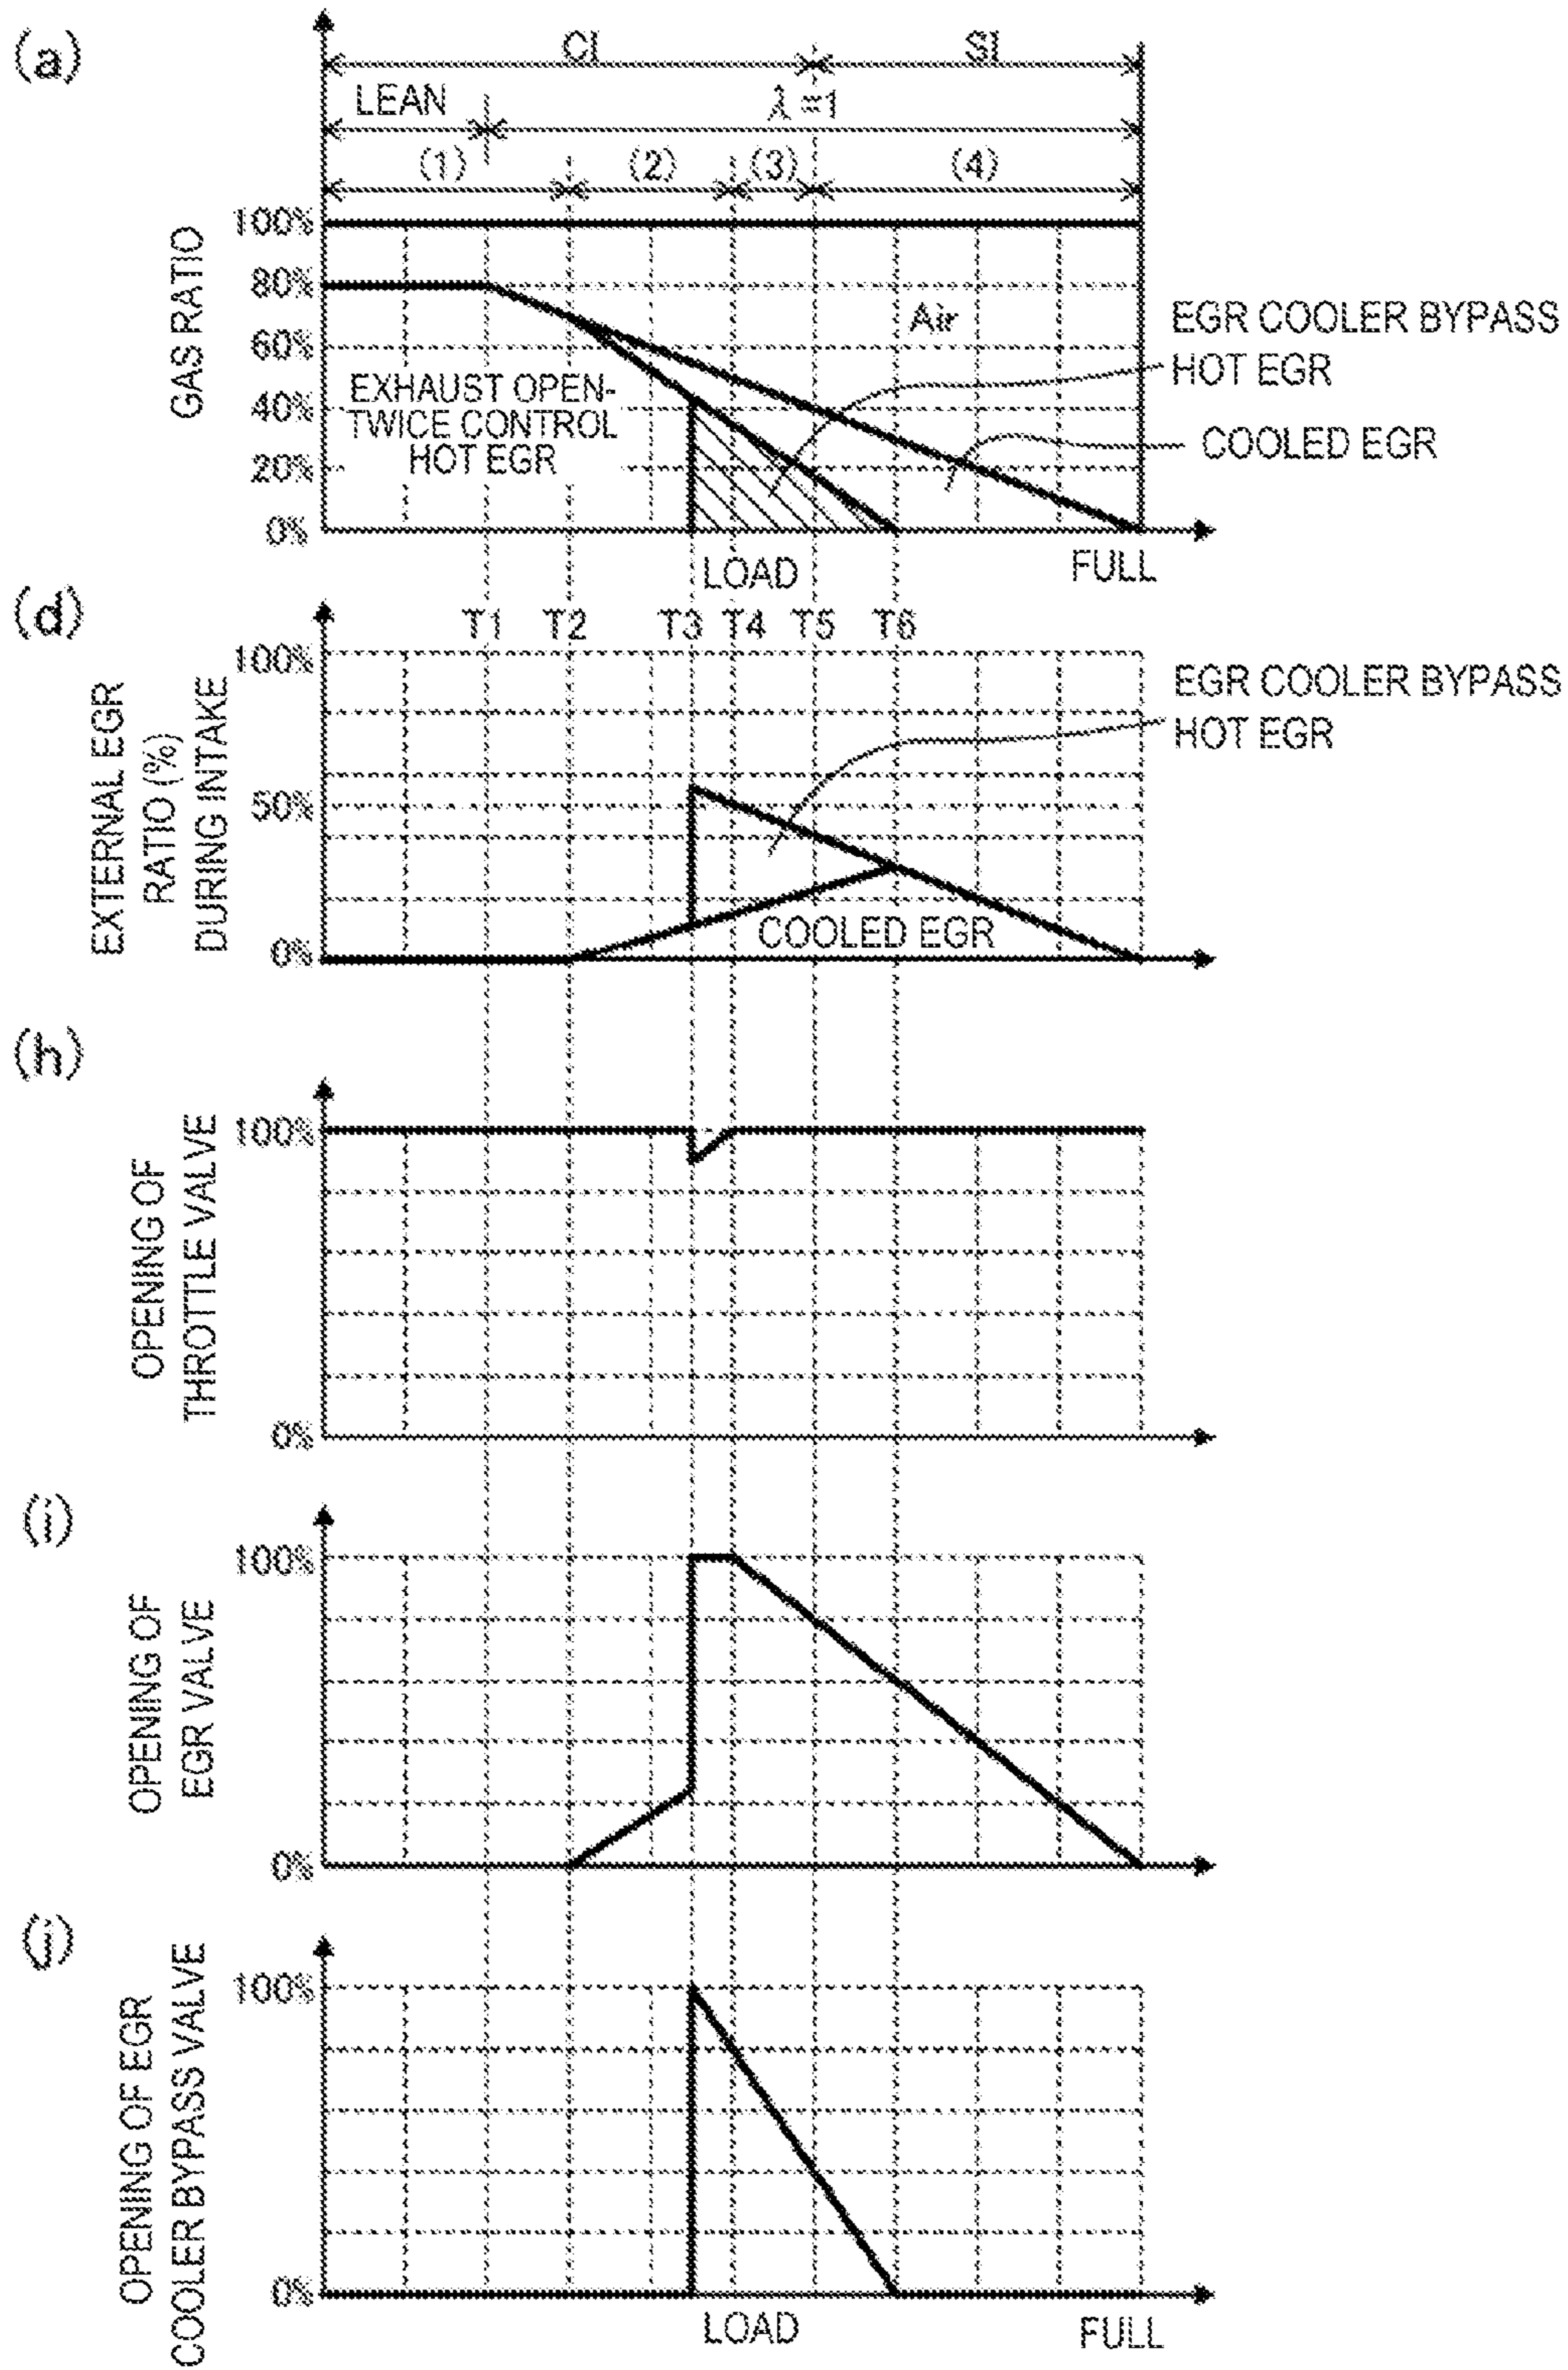 (a)
CI
SI
LEAN
λ=1
(1)
(2)
(3)
(4)
GAS RATIO
100%
80%
60%
40%
20%
0%
Air
EXHAUST OPEN-
TWICE CONTROL
HOT EGR
EGR COOLER BYPASS
HOT EGR
COOLED EGR
LOAD
FULL
T1
T2
T3
T4
T5
T6
(d)
EXTERNAL EGR
RATIO (%)
DURING INTAKE
100%
50%
0%
EGR COOLER BYPASS
HOT EGR
COOLED EGR
(h)
OPENING OF
THROTTLE VALVE
100%
0%
(i)
OPENING OF
EGR VALVE
100%
0%
(j)
OPENING OF EGR
COOLER BYPASS VALVE
100%
0%
LOAD
FULL